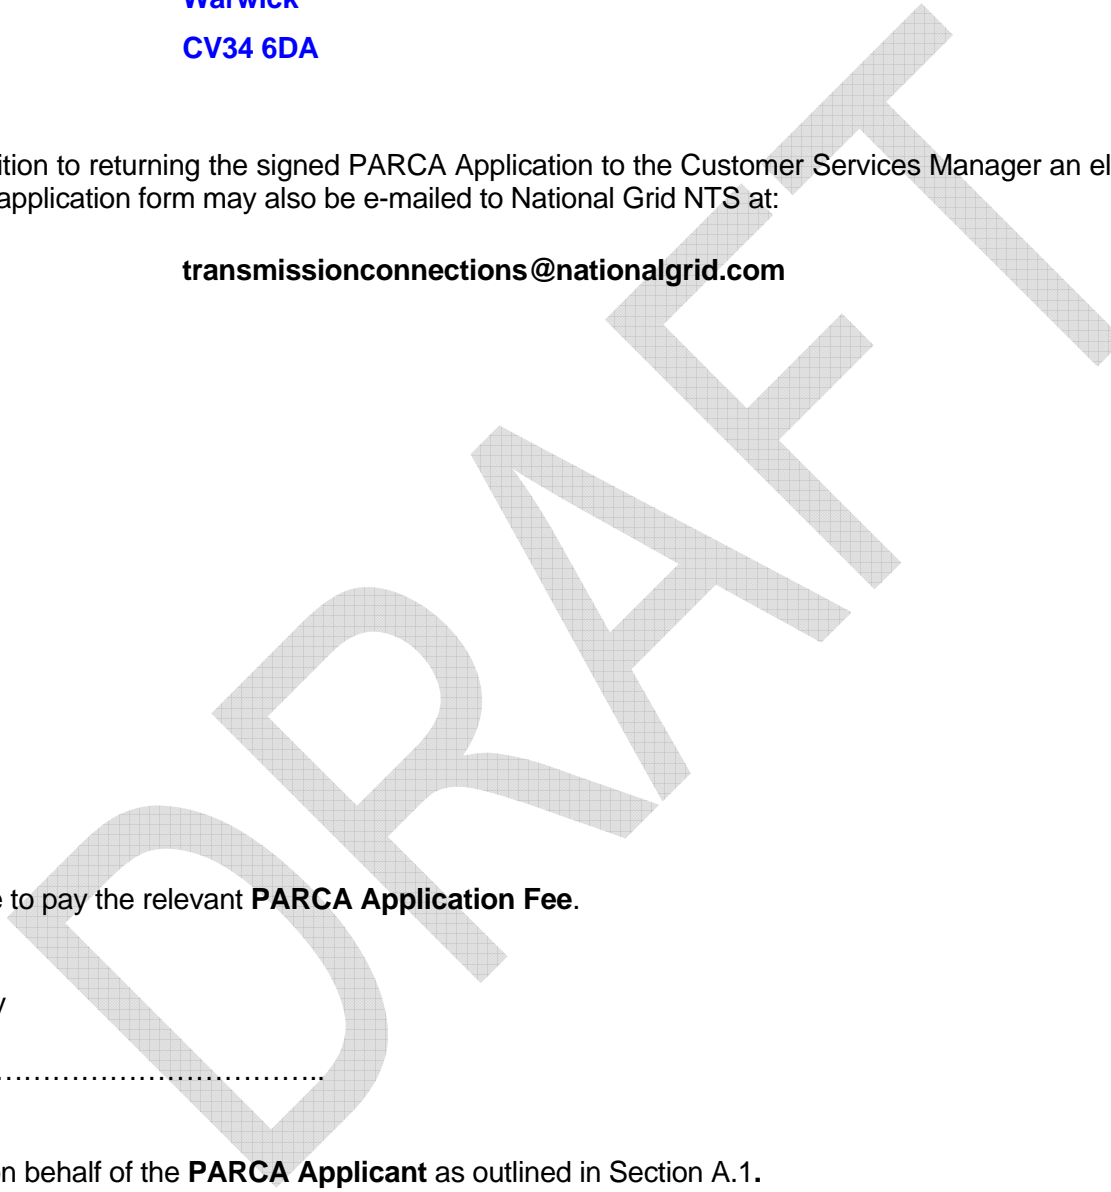 Warwick
CV34 6DA
ition to returning the signed PARCA Application to the Customer Services Manager an el
application form may also be e-mailed to National Grid NTS at:
transmissionconnections@nationalgrid.com
e to pay the relevant PARCA Application Fee.
y
…………………………………..
on behalf of the PARCA Applicant as outlined in Section A.1.
DRAFT